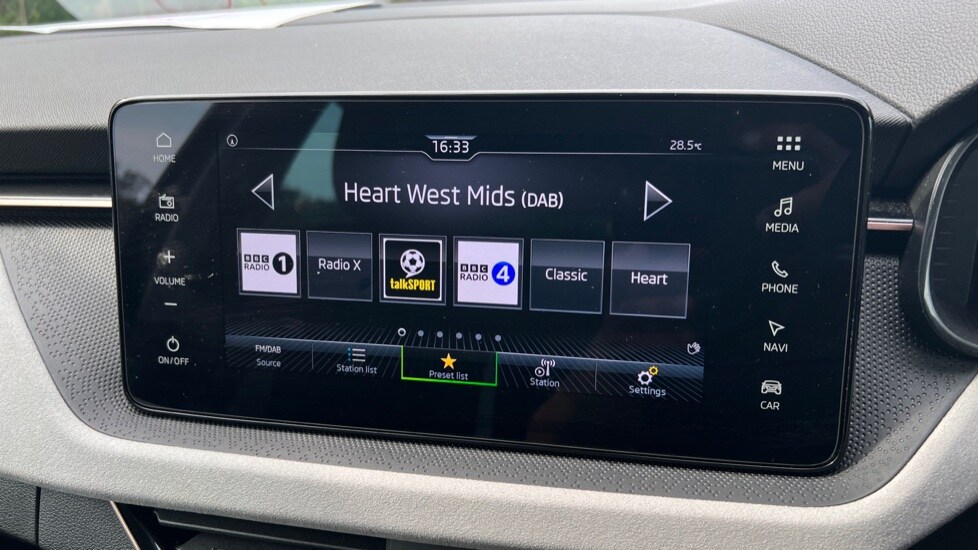 HOME
RADIO
VOLUME
ON/OFF
16:33
28.5°C
Heart West Mids (DAB)
BBC RADIO 1
Radio X
talkSPORT
BBC RADIO 4
Classic
Heart
FM/DAB
Source
Station list
Preset list
Station
Settings
MENU
MEDIA
PHONE
NAVI
CAR